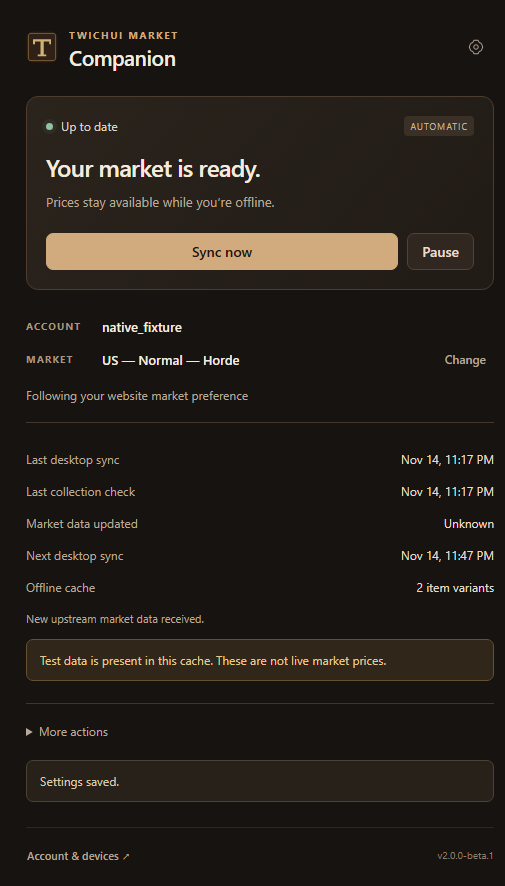 T
TWICHUI MARKET
Companion
Up to date
AUTOMATIC
Your market is ready.
Prices stay available while you're offline.
Sync now
Pause
ACCOUNT native_fixture
MARKET US — Normal — Horde Change
Following your website market preference
Last desktop sync Nov 14, 11:17 PM
Last collection check Nov 14, 11:17 PM
Market data updated Unknown
Next desktop sync Nov 14, 11:47 PM
Offline cache 2 item variants
New upstream market data received.
Test data is present in this cache. These are not live market prices.
▶ More actions
Settings saved.
Account & devices ↗ v2.0.0-beta.1